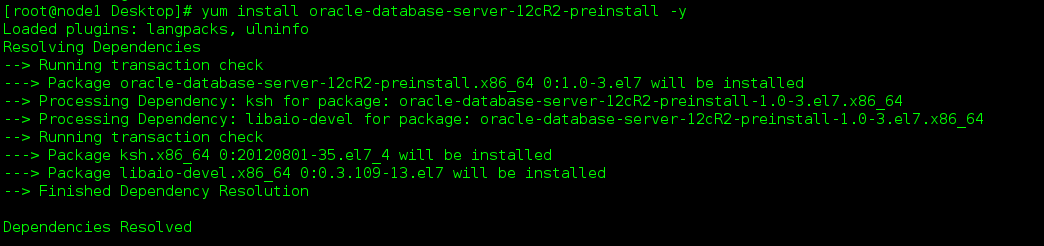 [root@node1 Desktop]# yum install oracle-database-server-12cR2-preinstall -y
Loaded plugins: langpacks, ulninfo
Resolving Dependencies
--> Running transaction check
---> Package oracle-database-server-12cR2-preinstall.x86_64 0:1.0-3.el7 will be installed
--> Processing Dependency: ksh for package: oracle-database-server-12cR2-preinstall-1.0-3.el7.x86_64
--> Processing Dependency: libaio-devel for package: oracle-database-server-12cR2-preinstall-1.0-3.el7.x86_64
--> Running transaction check
---> Package ksh.x86_64 0:20120801-35.el7_4 will be installed
---> Package libaio-devel.x86_64 0:0.3.109-13.el7 will be installed
--> Finished Dependency Resolution
Dependencies Resolved